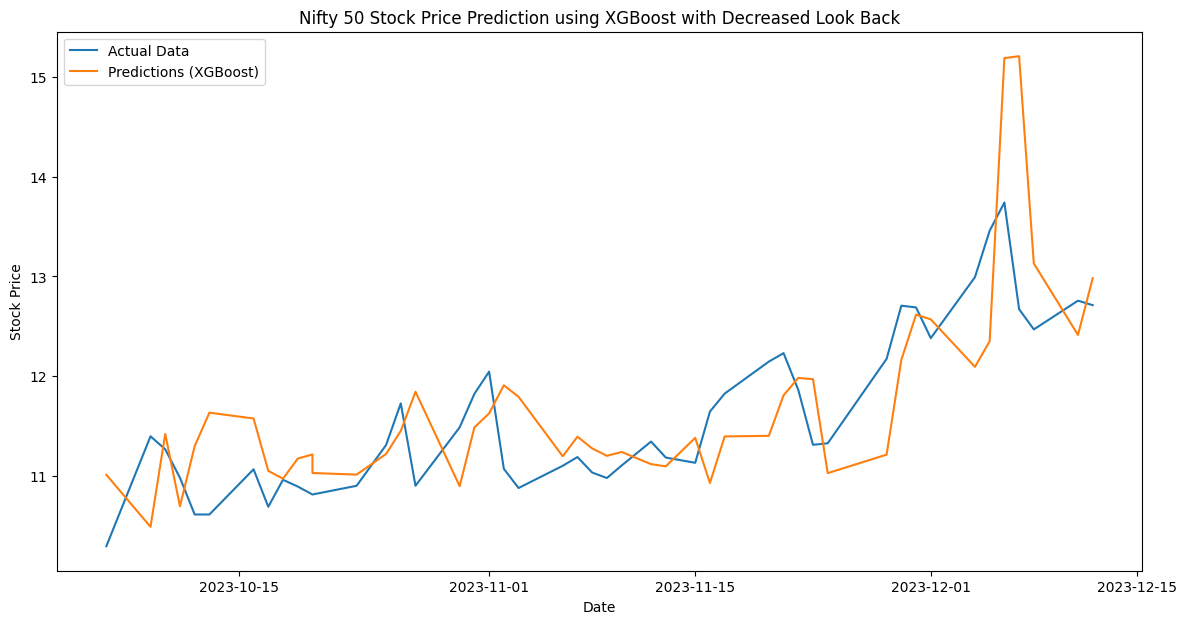 Nifty 50 Stock Price Prediction using XGBoost with Decreased Look Back
Actual Data
Predictions (XGBoost)
15
14
13
12
11
Stock Price
2023-10-15
2023-11-01
2023-11-15
2023-12-01
2023-12-15
Date